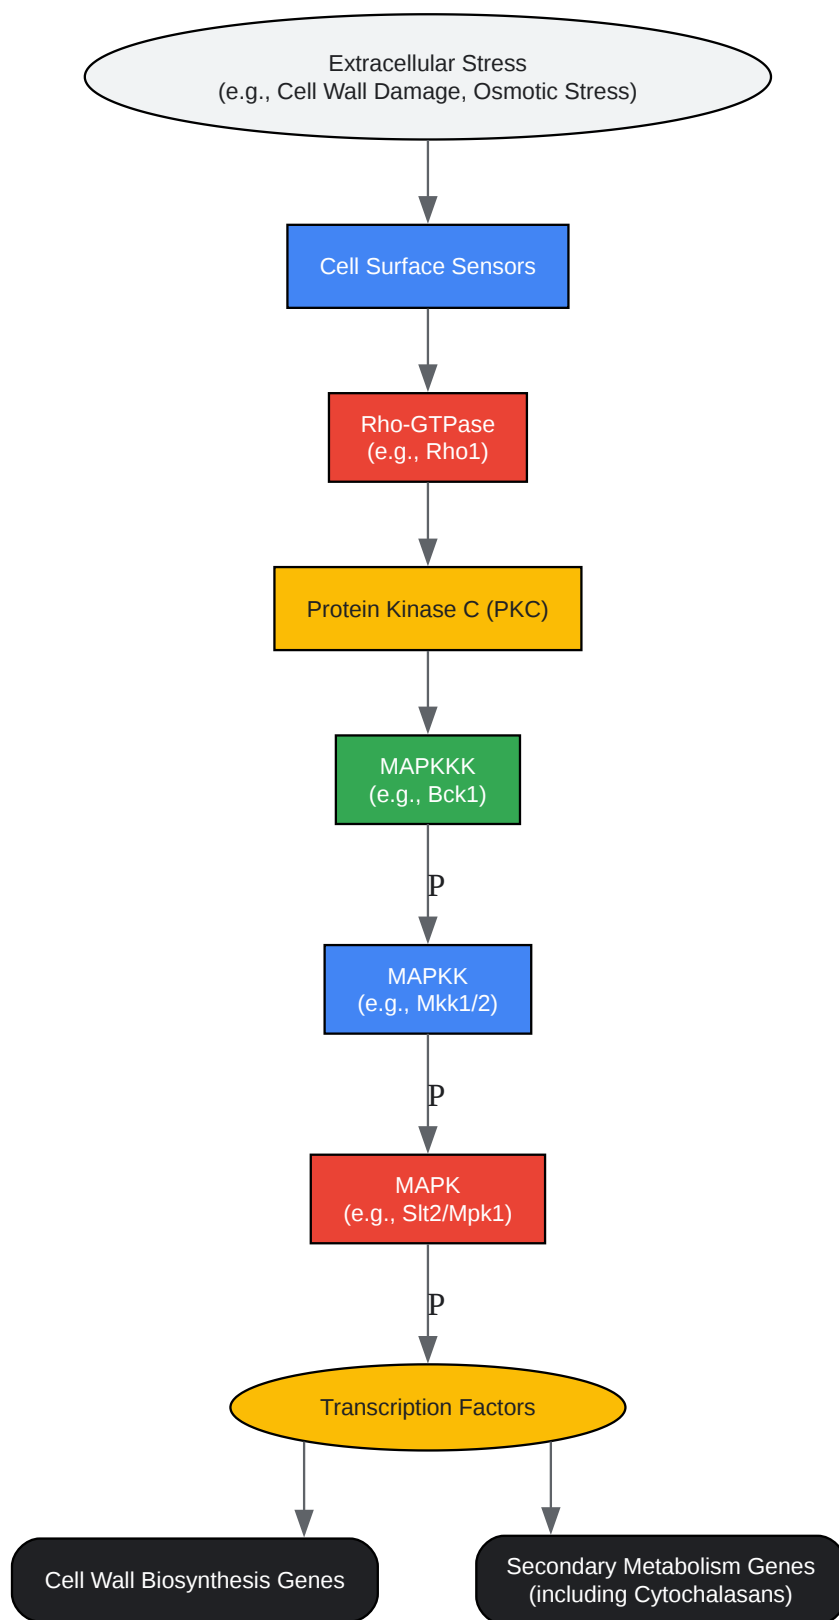 Extracellular Stress
(e.g., Cell Wall Damage, Osmotic Stress)
Cell Surface Sensors
Rho-GTPase
(e.g., Rho1)
Protein Kinase C (PKC)
MAPKKK
(e.g., Bck1)
P
MAPKK
(e.g., Mkk1/2)
P
MAPK
(e.g., Slt2/Mpk1)
P
Transcription Factors
Cell Wall Biosynthesis Genes
Secondary Metabolism Genes
(including Cytochalasans)